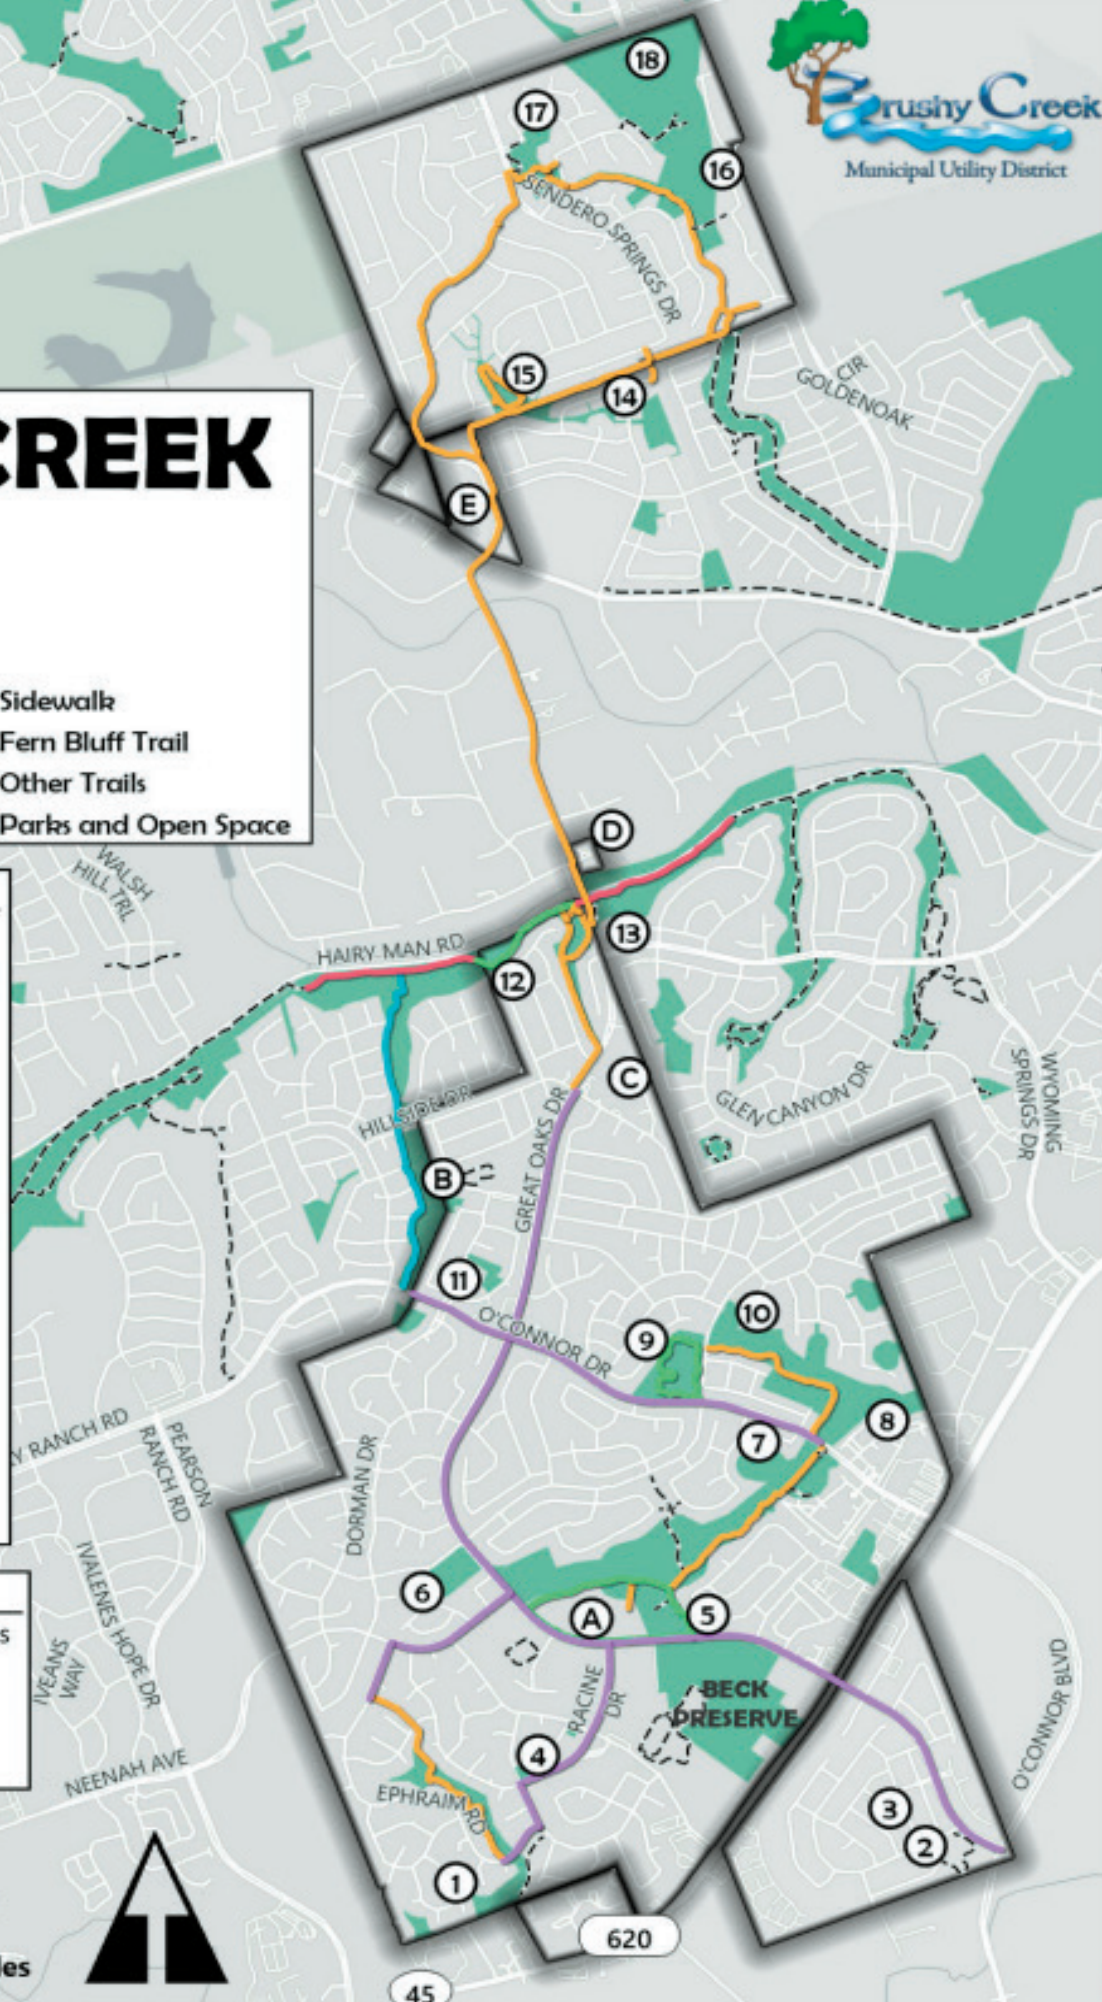 18
17
16
Brushy Creek
Municipal Utility District
SENDERO SPRINGS DR
15
14
CIR
GOLDENOAK
CREEK
E
Sidewalk
Fern Bluff Trail
Other Trails
Parks and Open Space
D
WALSH
HILL TRL
HAIRY MAN RD
13
12
C
GLEN CANYON DR
WYOMING
SPRINGS DR
HILLSIDE DR
GREAT OAKS DR
B
11
O'CONNOR DR
10
9
8
7
Y RANCH RD
PEARSON
RANCH RD
DORMAN DR
IVALENES HOPE DR
6
A
5
s
IVEANS
WAY
RACINE
DR
BECK
PRESERVE
O'CONNOR BLVD
4
NEENAH AVE
EPHRAIM RD
3
2
1
620
les
45